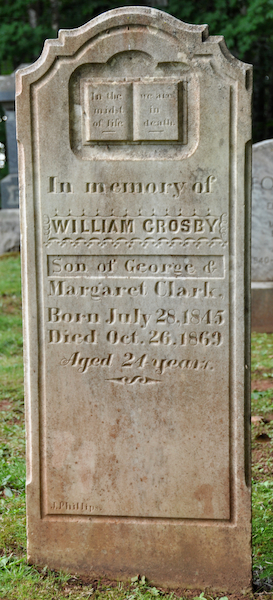 In the
midst
of life
we are
in
death.
In memory of
WILLIAM CROSBY
Son of George &
Margaret Clark.
Born July 28.1845
Died Oct. 26.1869
Aged 24 years.
J. Phillips